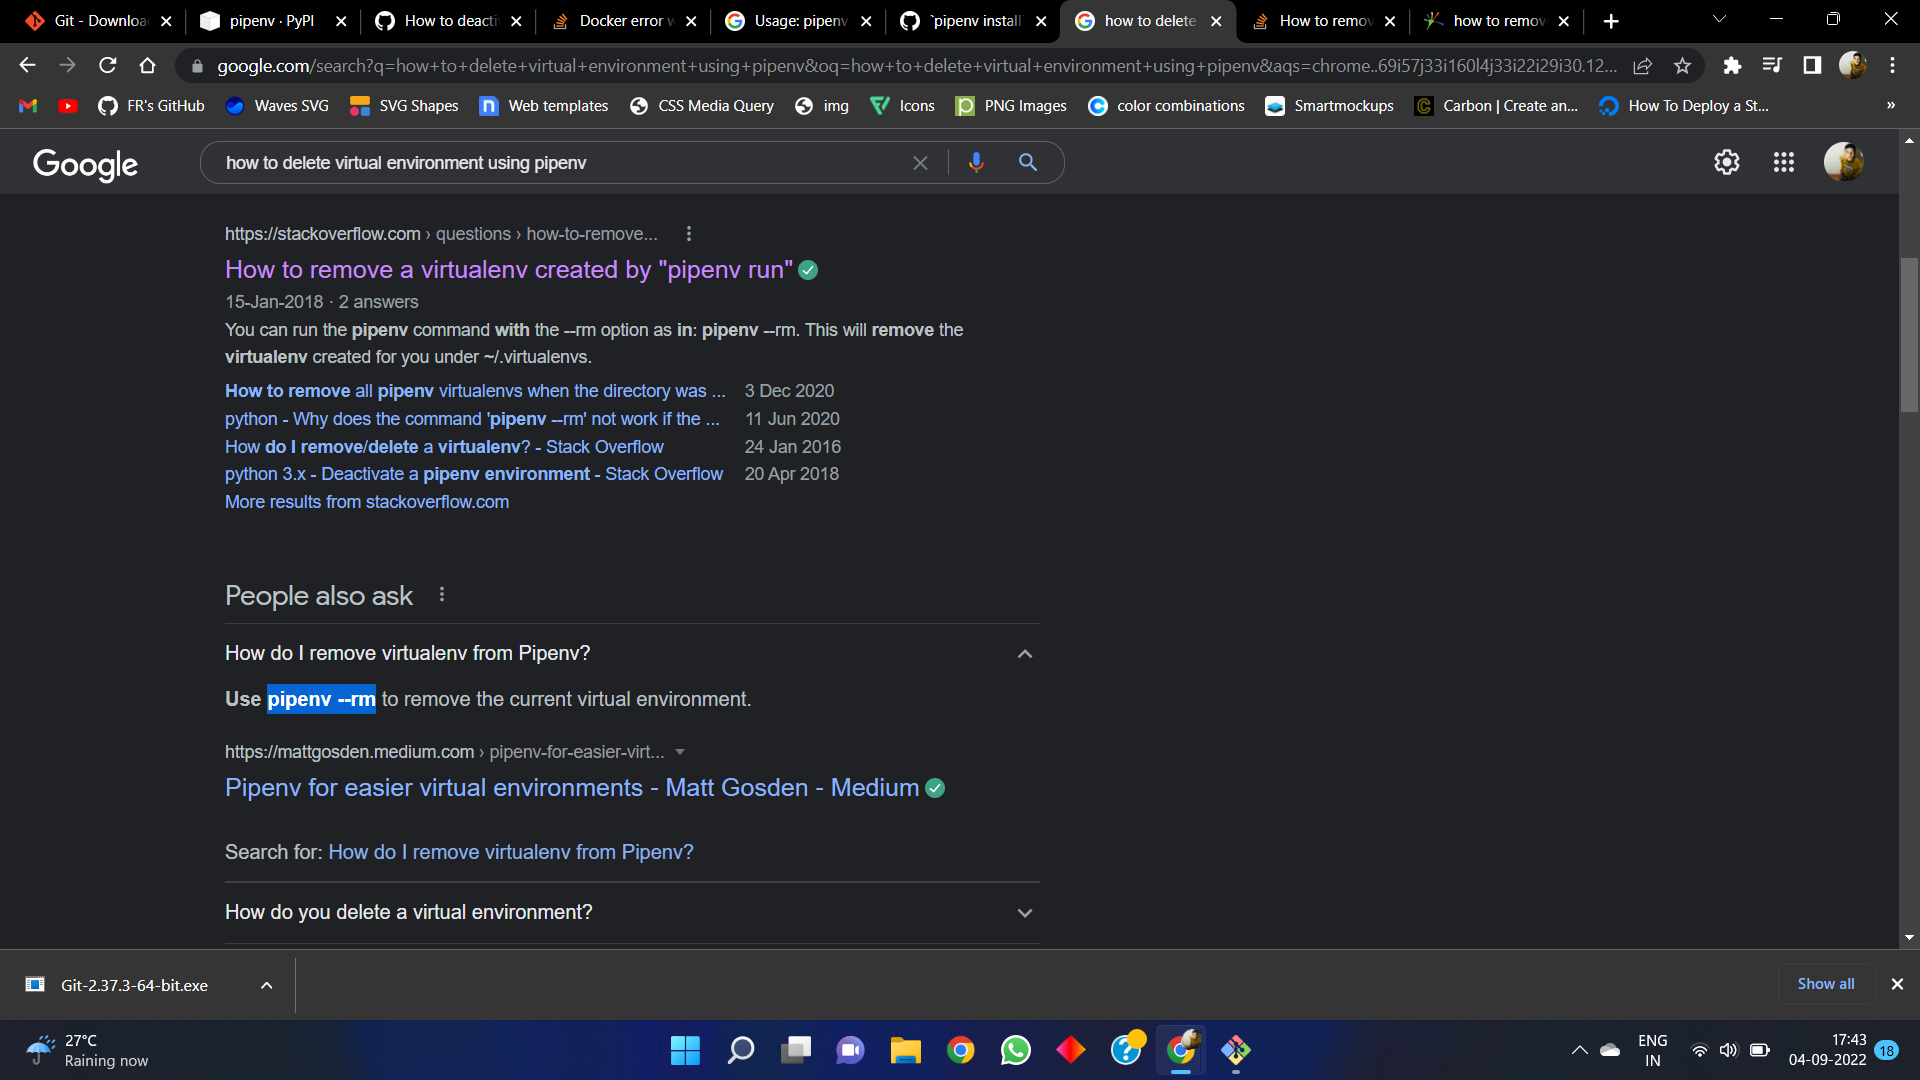 Git - Downloa
pipenv · PyPI
How to deacti
Docker error w
Usage: pipenv
`pipenv install
how to delete
How to remov
how to remov
google.com/search?q=how+to+delete+virtual+environment+using+pipenv&oq=how+to+delete+virtual+environment+using+pipenv&aqs=chrome..69i57j33i160l4j33i22i29i30.12...
FR's GitHub
Waves SVG
SVG Shapes
Web templates
CSS Media Query
img
Icons
PNG Images
color combinations
Smartmockups
Carbon | Create an...
How To Deploy a St...
»
Google
how to delete virtual environment using pipenv
https://stackoverflow.com › questions › how-to-remove...
How to remove a virtualenv created by "pipenv run"
15-Jan-2018 · 2 answers
You can run the pipenv command with the --rm option as in: pipenv --rm. This will remove the
virtualenv created for you under ~/.virtualenvs.
How to remove all pipenv virtualenvs when the directory was ... 3 Dec 2020
python - Why does the command 'pipenv --rm' not work if the ... 11 Jun 2020
How do I remove/delete a virtualenv? - Stack Overflow 24 Jan 2016
python 3.x - Deactivate a pipenv environment - Stack Overflow 20 Apr 2018
More results from stackoverflow.com
People also ask
How do I remove virtualenv from Pipenv?
Use pipenv --rm to remove the current virtual environment.
https://mattgosden.medium.com › pipenv-for-easier-virt...
Pipenv for easier virtual environments - Matt Gosden - Medium
Search for: How do I remove virtualenv from Pipenv?
How do you delete a virtual environment?
Git-2.37.3-64-bit.exe
Show all
27°C
Raining now
ENG
IN
17:43
04-09-2022
18